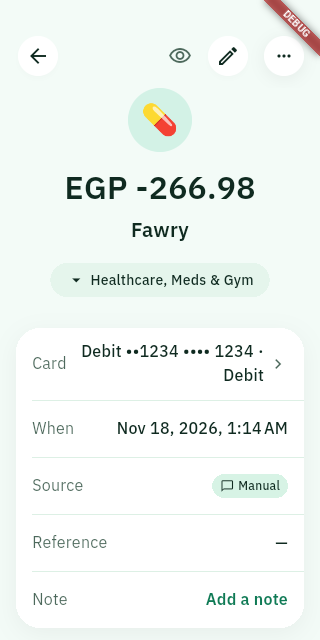 DEBUG
EGP -266.98
Fawry
Healthcare, Meds & Gym
Card
Debit ••1234 •••• 1234 ·
Debit
When
Nov 18, 2026, 1:14 AM
Source
Manual
Reference
—
Note
Add a note